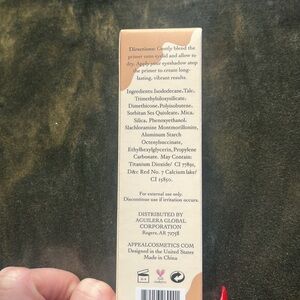 Directions: Gently blend the
primer onto eyelid and allow to
dry. Apply your eyeshadow atop
the primer to create long-
lasting, vibrant results.
Ingredients: Isododecane, Talc,
Trimethylsiloxysilicate,
Dimethicone, Polyisobutene,
Sorbitan Sesquioleate, Mica,
Silica, Phenoxyethanol,
Montmorillonite,
Aluminum Starch
Octenylsuccinate,
Ethylhexylglycerin, Propylene
Carbonate. May Contain:
Titanium Dioxide/ CI 77891,
D&c Red No. 7 Calcium lake/
CI 15850.
For external use only.
Discontinue use if irritation occurs.
DISTRIBUTED BY
AGUILERA GLOBAL
CORPORATION
Rogers, AR 72758
APPEALCOSMETICS.COM
Designed in the United States
Made in China